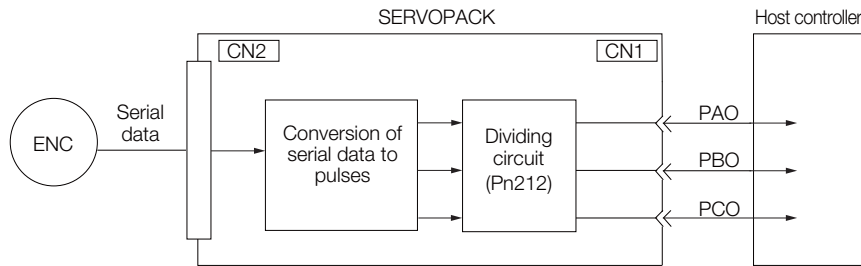 SERVOPACK
Host controller
CN2
CN1
ENC
Serial
data
Conversion of
serial data to
pulses
Dividing
circuit
(Pn212)
PAO
PBO
PCO